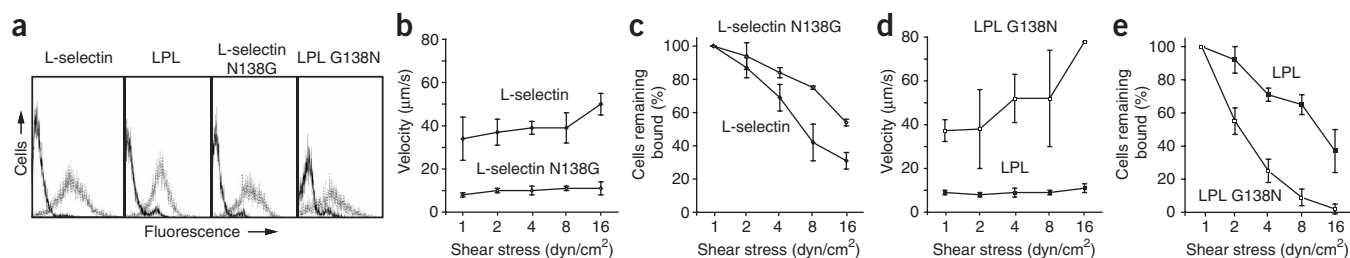 a
L-selectin
LPL
L-selectin
N138G
LPL G138N
Cells
Fluorescence
b
80
60
40
20
0
Velocity (μm/s)
L-selectin
L-selectin N138G
1 2 4 8 16
Shear stress (dyn/cm²)
c
L-selectin N138G
100
80
60
40
20
0
Cells remaining
bound (%)
L-selectin
1 2 4 8 16
Shear stress (dyn/cm²)
d
LPL G138N
80
60
40
20
0
Velocity (μm/s)
LPL
1 2 4 8 16
Shear stress (dyn/cm²)
e
100
80
60
40
20
0
Cells remaining
bound (%)
LPL
LPL G138N
1 2 4 8 16
Shear stress (dyn/cm²)